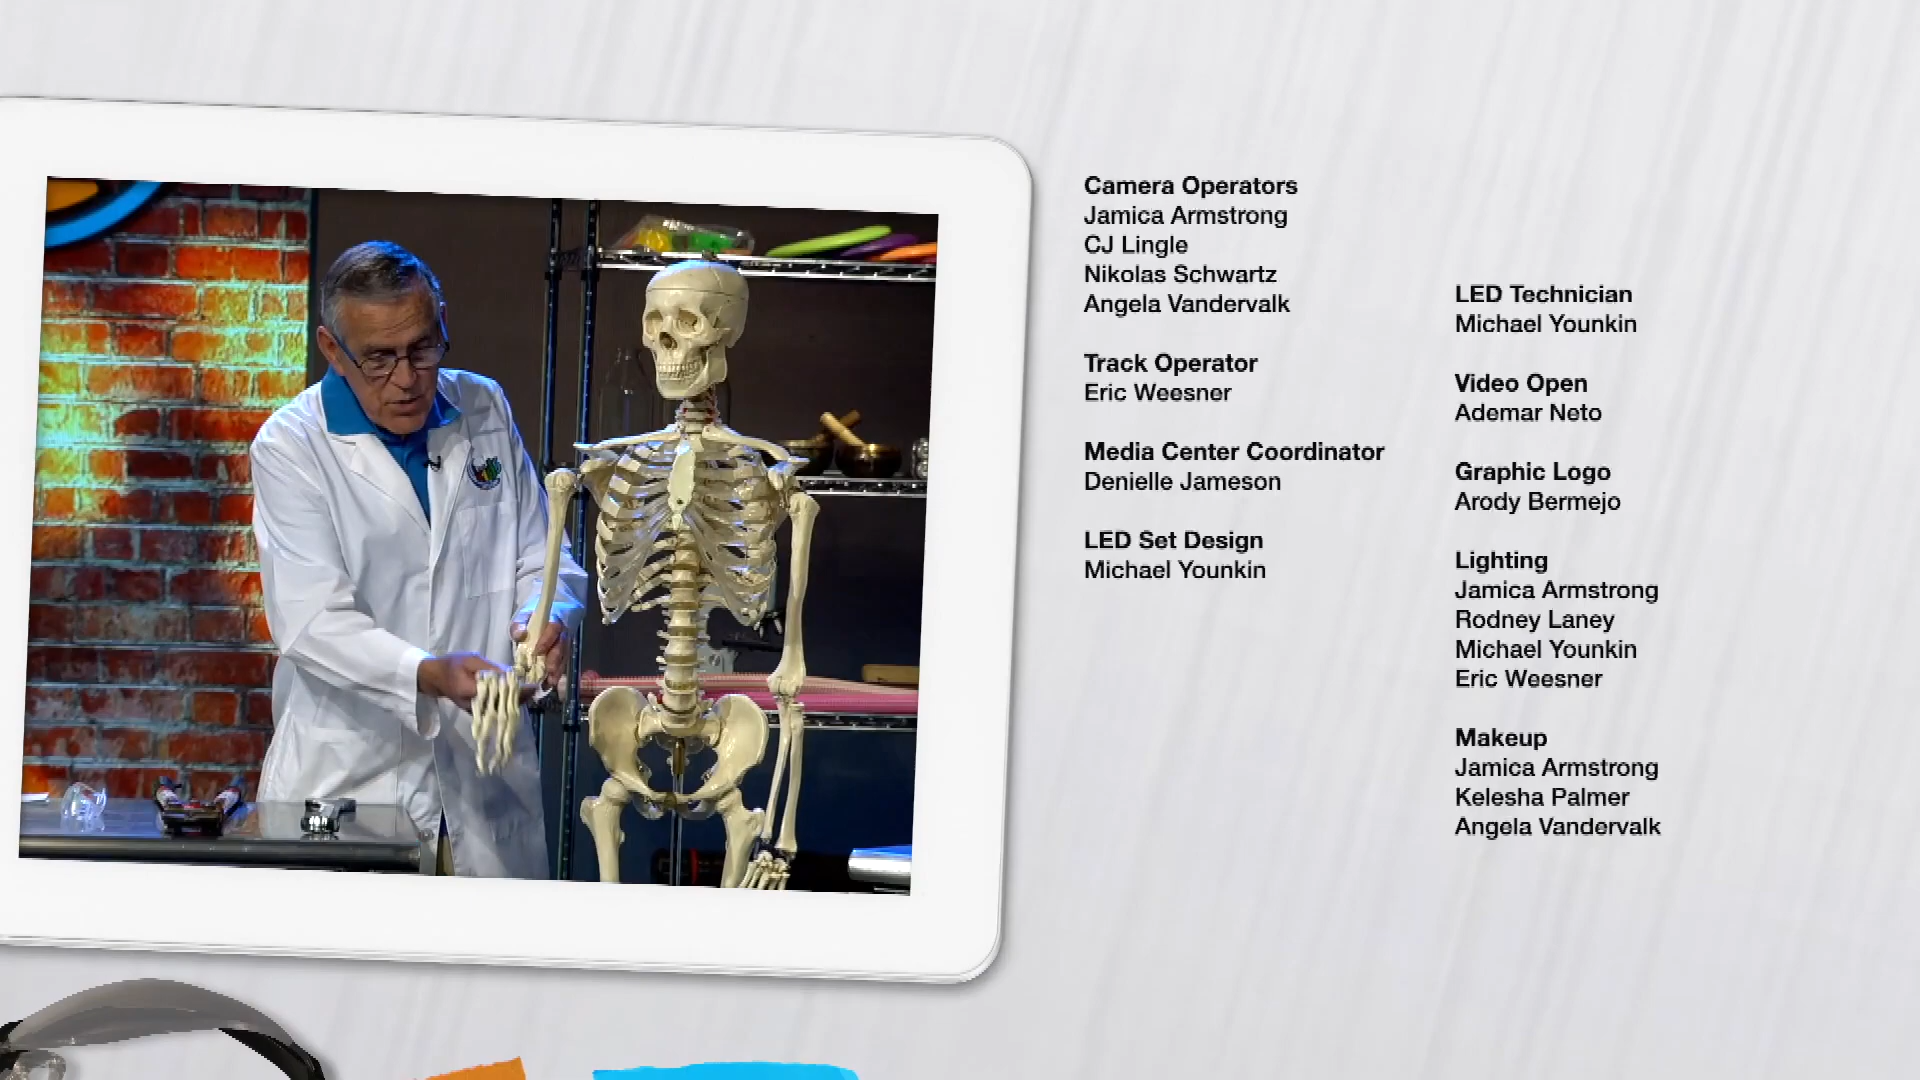 Camera Operators
Jamica Armstrong
CJ Lingle
Nikolas Schwartz
Angela Vandervalk
Track Operator
Eric Weesner
Media Center Coordinator
Denielle Jameson
LED Set Design
Michael Younkin
LED Technician
Michael Younkin
Video Open
Ademar Neto
Graphic Logo
Arody Bermejo
Lighting
Jamica Armstrong
Rodney Laney
Michael Younkin
Eric Weesner
Makeup
Jamica Armstrong
Kelesha Palmer
Angela Vandervalk